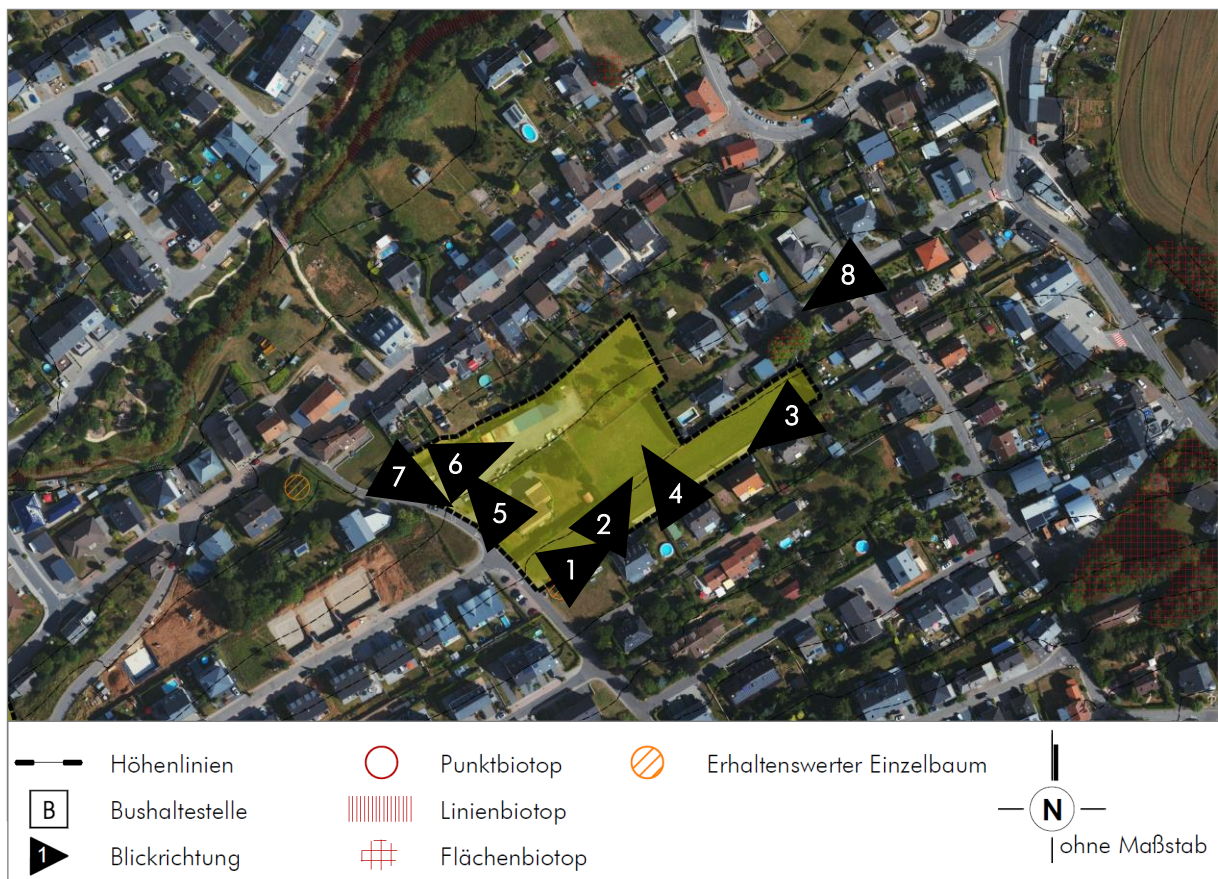 8
3
7
6
4
5
2
1
Höhenlinien
Punktbiotop
Erhaltenswerter Einzelbaum
B
Bushaltestelle
Linienbiotop
N
1
Blickrichtung
Flächenbiotop
ohne Maßstab